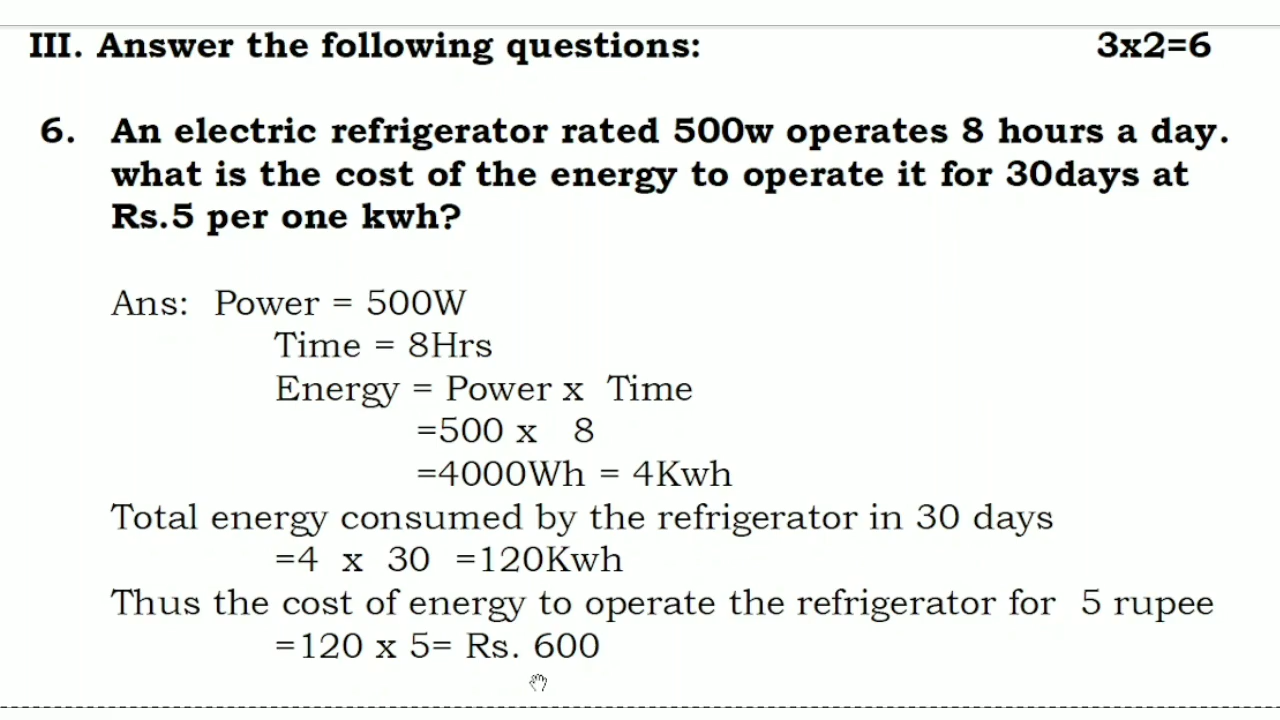 III. Answer the following questions: 3x2=6
6. An electric refrigerator rated 500w operates 8 hours a day.
what is the cost of the energy to operate it for 30days at
Rs.5 per one kwh?
Ans: Power = 500W
Time = 8Hrs
Energy = Power x Time
=500 x 8
=4000Wh = 4Kwh
Total energy consumed by the refrigerator in 30 days
=4 x 30 =120Kwh
Thus the cost of energy to operate the refrigerator for 5 rupee
=120 x 5= Rs. 600